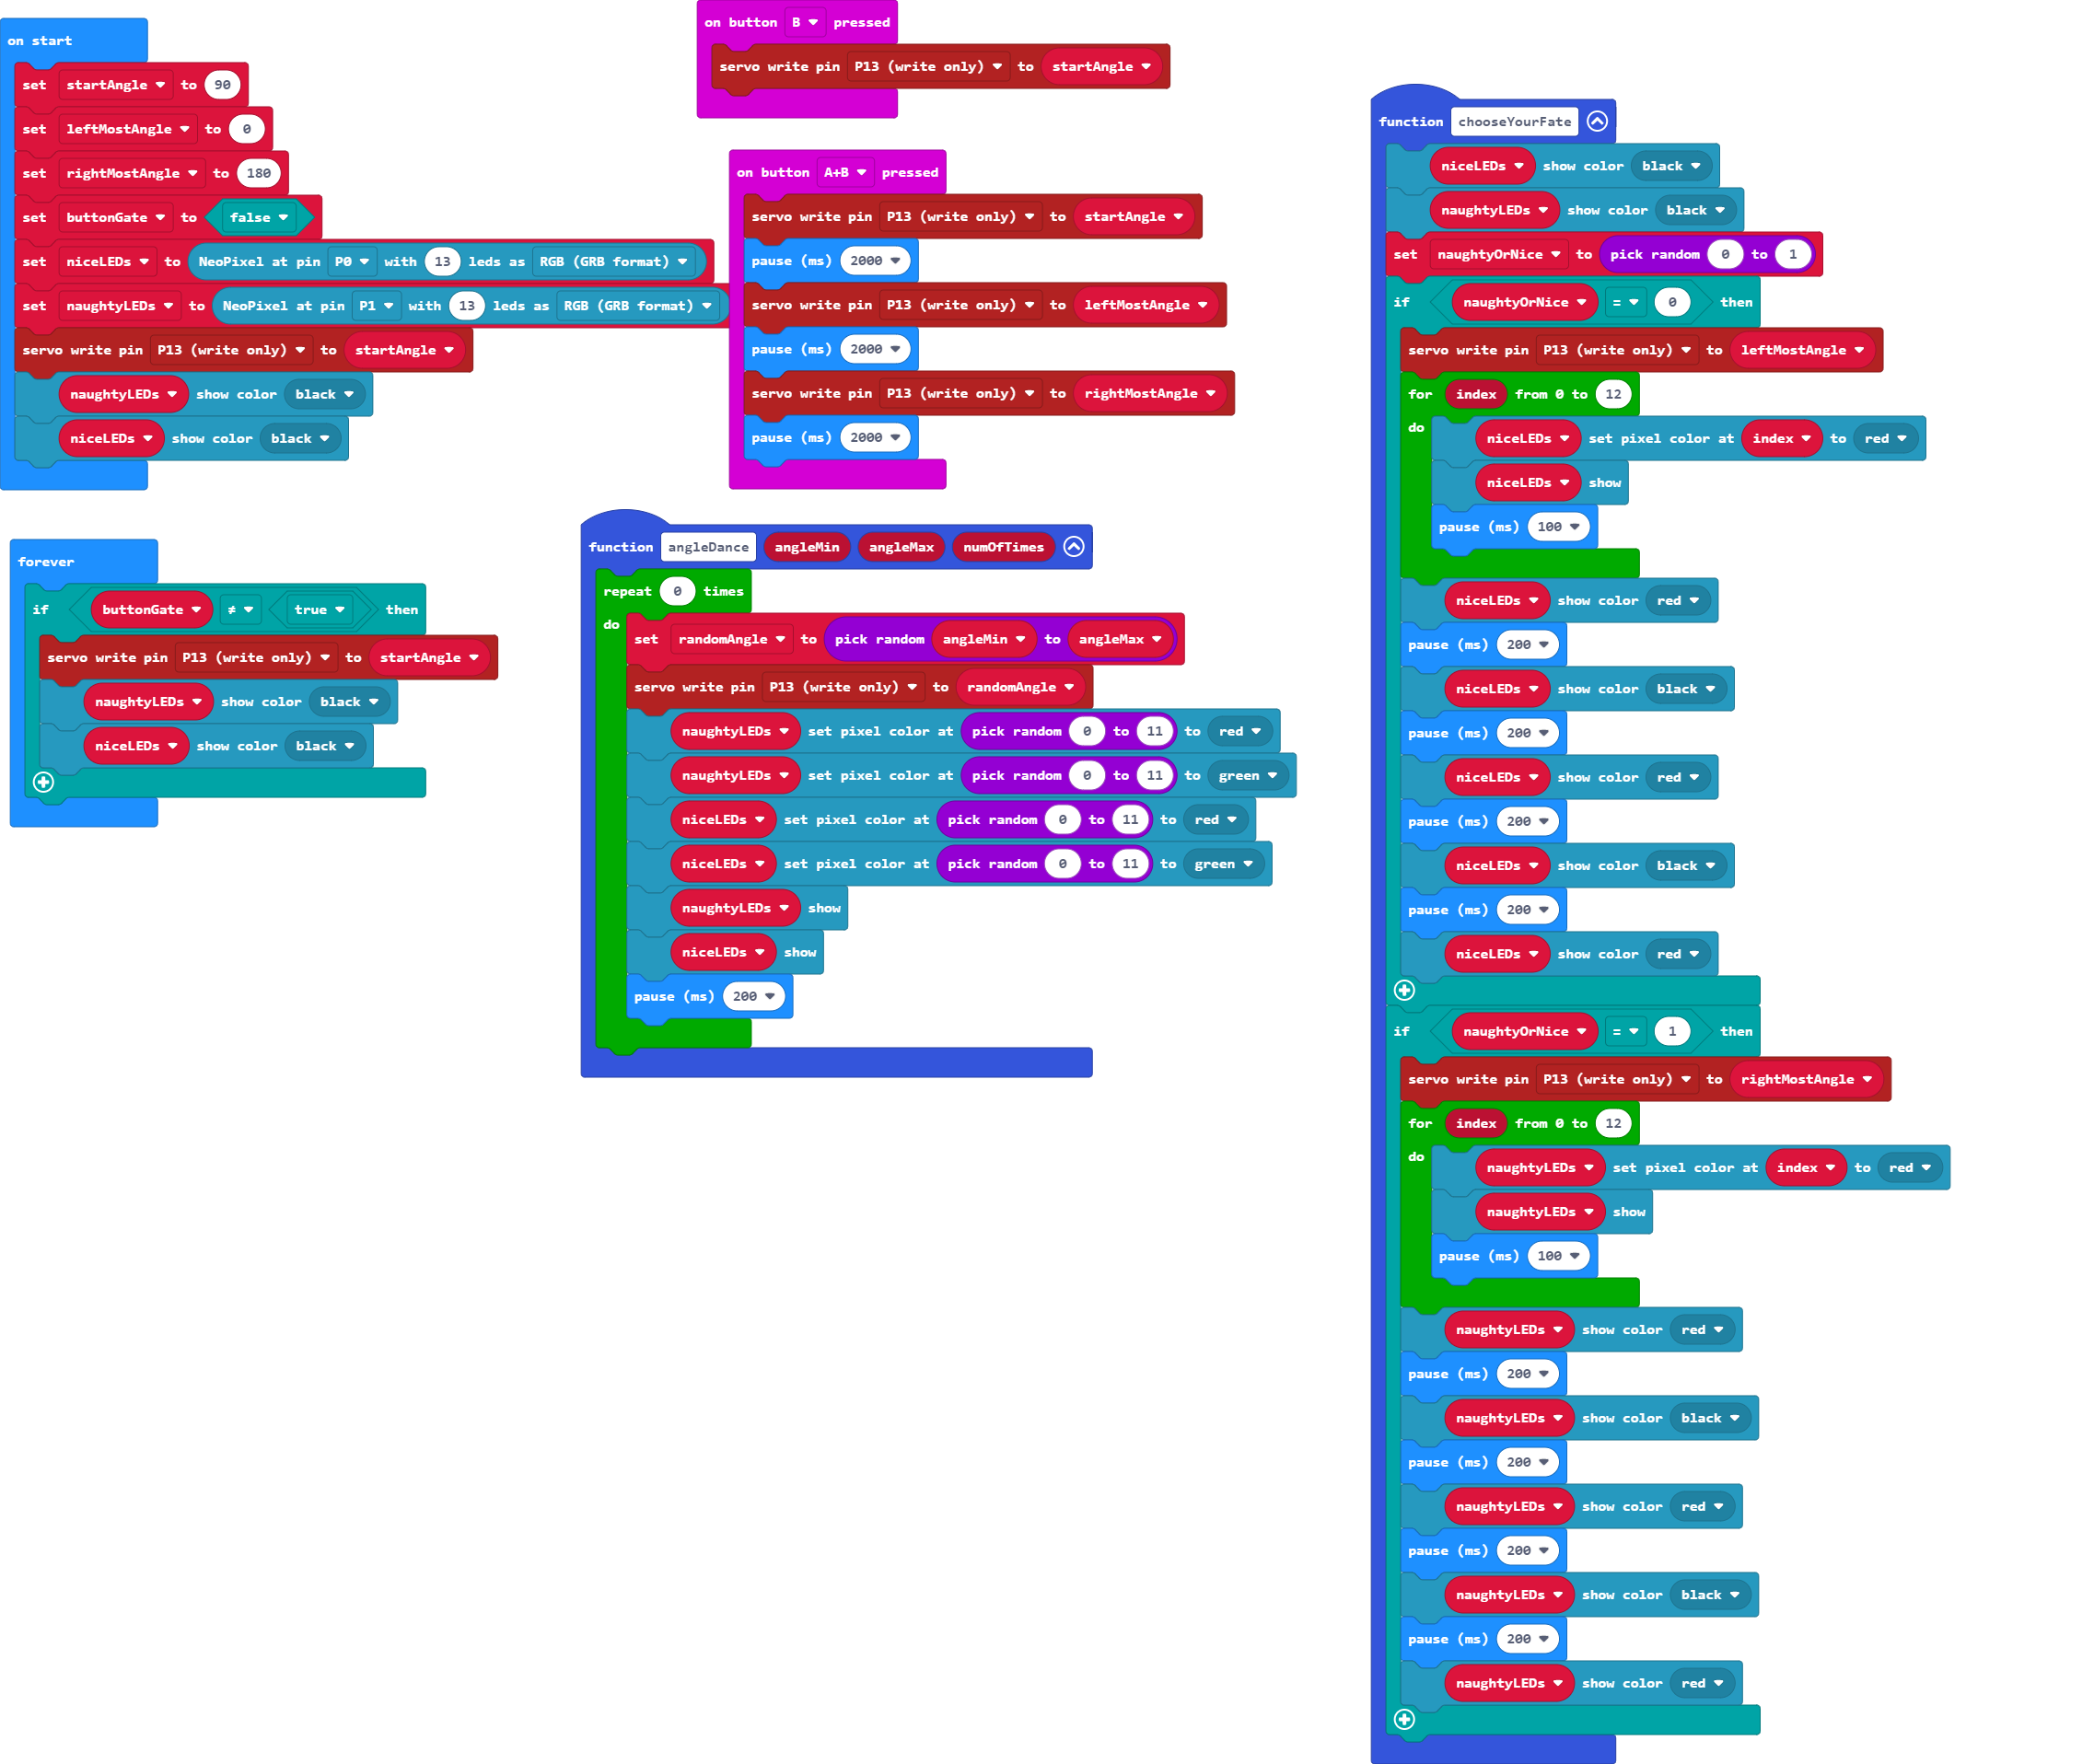 on start
set startAngle to 90
set leftMostAngle to 0
set rightMostAngle to 180
set buttonGate to false
set niceLEDs to NeoPixel at pin P0 with 13 leds as RGB (GRB format)
set naughtyLEDs to NeoPixel at pin P1 with 13 leds as RGB (GRB format)
servo write pin P13 (write only) to startAngle
naughtyLEDs show color black
niceLEDs show color black
forever
if buttonGate ≠ true then
servo write pin P13 (write only) to startAngle
naughtyLEDs show color black
niceLEDs show color black
on button B pressed
servo write pin P13 (write only) to startAngle
on button A+B pressed
servo write pin P13 (write only) to startAngle
pause (ms) 2000
servo write pin P13 (write only) to leftMostAngle
pause (ms) 2000
servo write pin P13 (write only) to rightMostAngle
pause (ms) 2000
function angleDance angleMin angleMax numOfTimes
repeat 0 times
do
set randomAngle to pick random angleMin to angleMax
servo write pin P13 (write only) to randomAngle
naughtyLEDs set pixel color at pick random 0 to 11 to red
naughtyLEDs set pixel color at pick random 0 to 11 to green
niceLEDs set pixel color at pick random 0 to 11 to red
niceLEDs set pixel color at pick random 0 to 11 to green
naughtyLEDs show
niceLEDs show
pause (ms) 200
function chooseYourFate
niceLEDs show color black
naughtyLEDs show color black
set naughtyOrNice to pick random 0 to 1
if naughtyOrNice = 0 then
servo write pin P13 (write only) to leftMostAngle
for index from 0 to 12
do
niceLEDs set pixel color at index to red
niceLEDs show
pause (ms) 100
niceLEDs show color red
pause (ms) 200
niceLEDs show color black
pause (ms) 200
niceLEDs show color red
pause (ms) 200
niceLEDs show color black
pause (ms) 200
niceLEDs show color red
if naughtyOrNice = 1 then
servo write pin P13 (write only) to rightMostAngle
for index from 0 to 12
do
naughtyLEDs set pixel color at index to red
naughtyLEDs show
pause (ms) 100
naughtyLEDs show color red
pause (ms) 200
naughtyLEDs show color black
pause (ms) 200
naughtyLEDs show color red
pause (ms) 200
naughtyLEDs show color black
pause (ms) 200
naughtyLEDs show color red